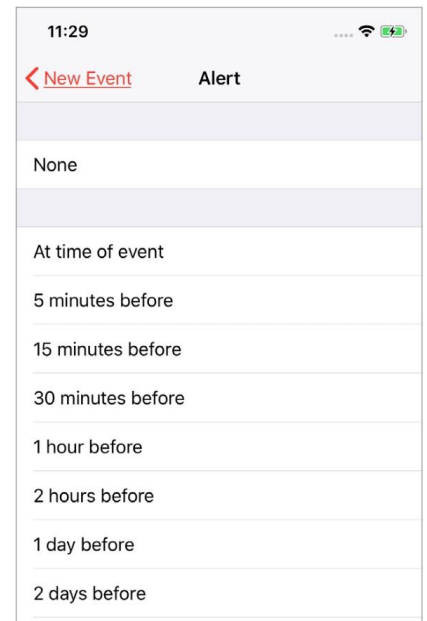 11:29
New Event Alert
None
At time of event
5 minutes before
15 minutes before
30 minutes before
1 hour before
2 hours before
1 day before
2 days before